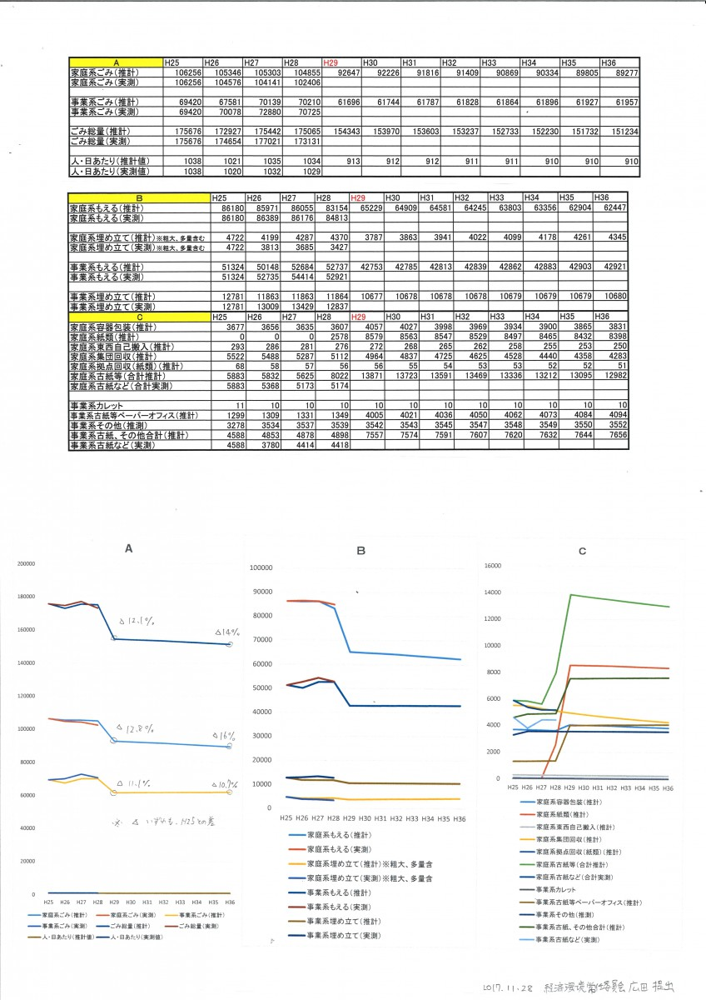 A H25 H26 H27 H28 H29 H30 H31 H32 H33 H34 H35 H36
家庭系ごみ(推計) 106256 105346 105303 104855 92647 92226 91816 91409 90869 90334 89805 89277
家庭系ごみ(実測) 106256 104576 104141 102406
事業系ごみ(推計) 69420 67581 70139 70210 61696 61744 61787 61828 61864 61896 61927 61957
事業系ごみ(実測) 69420 70078 72880 70725
ごみ総量(推計) 175676 172927 175442 175065 154343 153970 153603 153237 152733 152230 151732 151234
ごみ総量(実測) 175676 174654 177021 173131
人・日あたり(推計値) 1038 1021 1035 1034 913 912 912 911 911 910 910 910
人・日あたり(実測値) 1038 1020 1032 1029
B H25 H26 H27 H28 H29 H30 H31 H32 H33 H34 H35 H36
家庭系もえる(推計) 86180 85971 86055 83154 65229 64909 64581 64245 63803 63356 62904 62447
家庭系もえる(実測) 86180 86389 86176 84813
家庭系埋め立て(推計)※粗大、多量含む 4722 4199 4287 4370 3787 3863 3941 4022 4099 4178 4261 4345
家庭系埋め立て(実測)※粗大、多量含む 4722 3813 3685 3427
事業系もえる(推計) 51324 50148 52684 52737 42753 42785 42813 42839 42862 42883 42903 42921
事業系もえる(実測) 51324 52735 54414 52921
事業系埋め立て(推計) 12781 11863 11863 11864 10677 10678 10678 10678 10679 10679 10679 10680
事業系埋め立て(実測) 12781 13009 13429 12837
C H25 H26 H27 H28 H29 H30 H31 H32 H33 H34 H35 H36
家庭系容器包装(推計) 3677 3656 3635 3607 4057 4027 3998 3969 3934 3900 3865 3831
家庭系紙類(推計) 0 0 0 2578 8579 8563 8547 8529 8497 8465 8432 8398
家庭系東西自己搬入(推計) 293 286 281 276 272 268 265 262 258 255 253 250
家庭系集団回収(推計) 5522 5488 5287 5112 4964 4837 4725 4625 4528 4440 4358 4283
家庭系拠点回収(紙類)(推計) 68 58 57 56 56 55 54 53 53 52 52 51
家庭系古紙等(合計推計) 5883 5832 5625 8022 13871 13723 13591 13469 13336 13212 13095 12982
家庭系古紙など(合計実測) 5883 5368 5173 5174
事業系カレット 11 10 10 10 10 10 10 10 10 10 10 10
事業系古紙等ペーパーオフィス(推計) 1299 1309 1331 1349 4005 4021 4036 4050 4062 4073 4084 4094
事業系その他(推測) 3278 3534 3537 3539 3542 3543 3545 3547 3548 3549 3550 3552
事業系古紙、その他合計(推計) 4588 4853 4878 4898 7557 7574 7591 7607 7620 7632 7644 7656
事業系古紙など(実測) 4588 3780 4414 4418
A
200000
180000
160000
140000
120000
100000
80000
60000
40000
20000
0
△12.1%
△14%
△12.8%
△16%
△11.1%
△10.7%
※ △ いずれも、H25との差
H25 H26 H27 H28 H29 H30 H31 H32 H33 H34 H35 H36
家庭系ごみ(推計) 家庭系ごみ(実測) 事業系ごみ(推計)
事業系ごみ(実測) ごみ総量(推計) ごみ総量(実測)
人・日あたり(推計値) 人・日あたり(実測値)
B
100000
90000
80000
70000
60000
50000
40000
30000
20000
10000
0
H25 H26 H27 H28 H29 H30 H31 H32 H33 H34 H35 H36
家庭系もえる(推計)
家庭系もえる(実測)
家庭系埋め立て(推計)※粗大、多量含
家庭系埋め立て(実測)※粗大、多量含
事業系もえる(推計)
事業系もえる(実測)
事業系埋め立て(推計)
事業系埋め立て(実測)
C
16000
14000
12000
10000
8000
6000
4000
2000
0
H25 H26 H27 H28 H29 H30 H31 H32 H33 H34 H35 H36
家庭系容器包装(推計)
家庭系紙類(推計)
家庭系東西自己搬入(推計)
家庭系集団回収(推計)
家庭系拠点回収(紙類)(推計)
家庭系古紙等(合計推計)
家庭系古紙など(合計実測)
事業系カレット
事業系古紙等ペーパーオフィス(推計)
事業系その他(推測)
事業系古紙、その他合計(推計)
事業系古紙など(実測)
2017.11.28 経済環境常任委員会 広田 提出